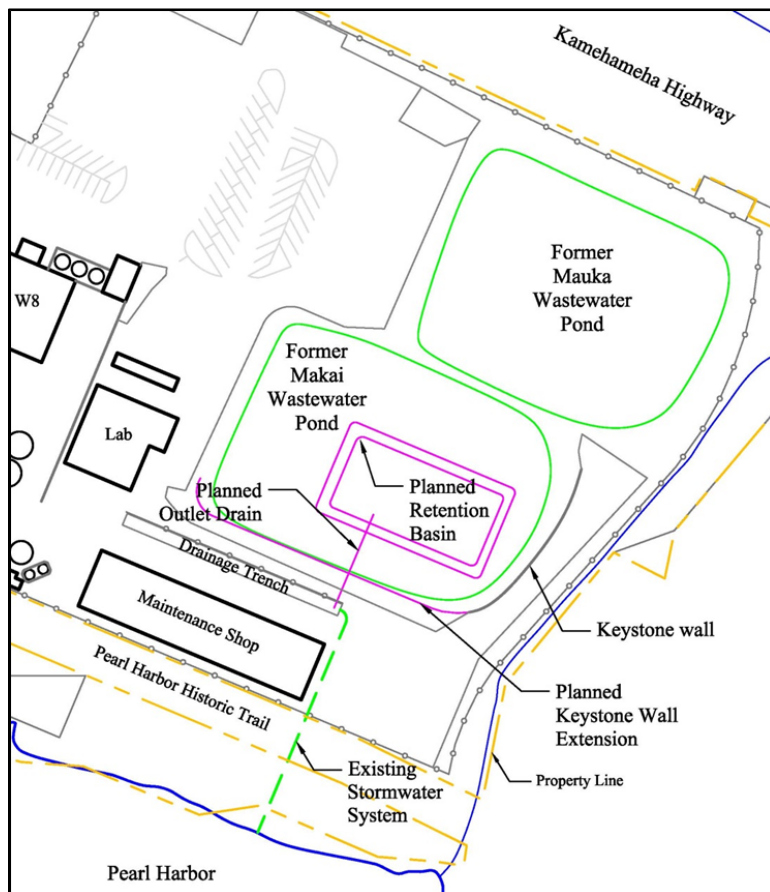 Kamehameha Highway
Former
Mauka
Wastewater
Pond
W8
Former
Makai
Wastewater
Pond
Lab
Planned
Outlet Drain
Planned
Retention
Basin
Drainage Trench
Maintenance Shop
Keystone wall
Pearl Harbor Historic Trail
Planned
Keystone Wall
Extension
Existing
Stormwater
System
Property Line
Pearl Harbor